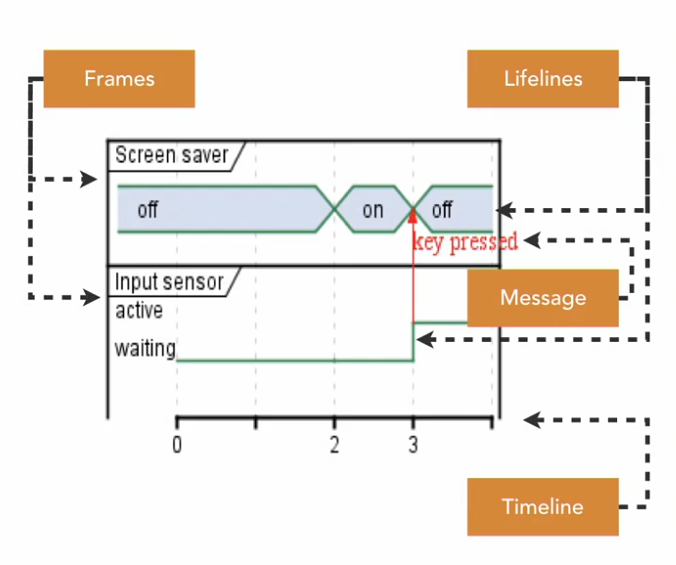 Frames
Lifelines
Screen saver
off
on
off
key pressed
Input sensor
active
Message
waiting
0
2
3
Timeline